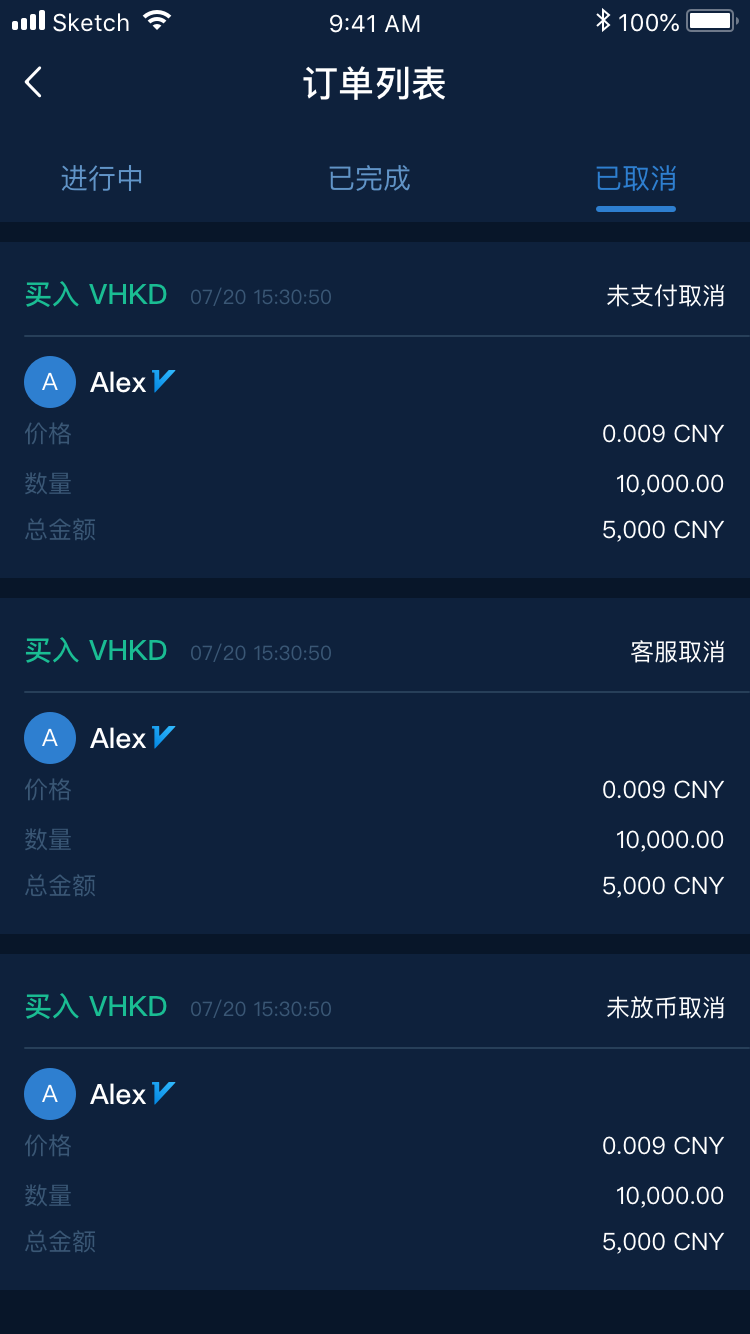 Sketch 9:41 AM 100%
订单列表
进行中 已完成 已取消
买入 VHKD 07/20 15:30:50 未支付取消
A Alex
价格 0.009 CNY
数量 10,000.00
总金额 5,000 CNY
买入 VHKD 07/20 15:30:50 客服取消
A Alex
价格 0.009 CNY
数量 10,000.00
总金额 5,000 CNY
买入 VHKD 07/20 15:30:50 未放币取消
A Alex
价格 0.009 CNY
数量 10,000.00
总金额 5,000 CNY